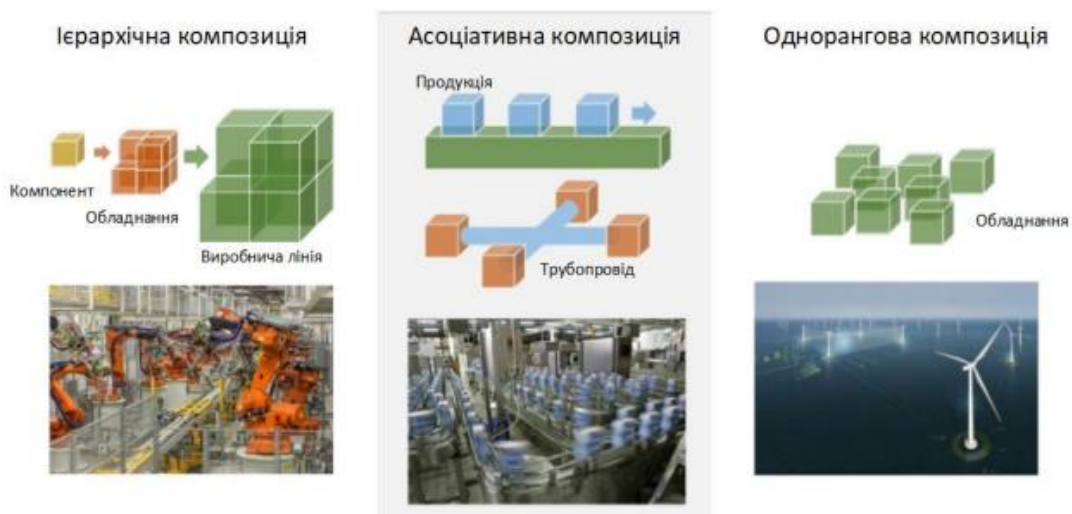 Ієрархічна композиція
Компонент
Обладнання
Виробнича лінія
Асоціативна композиція
Продукція
Трубопровід
Однорангова композиція
Обладнання